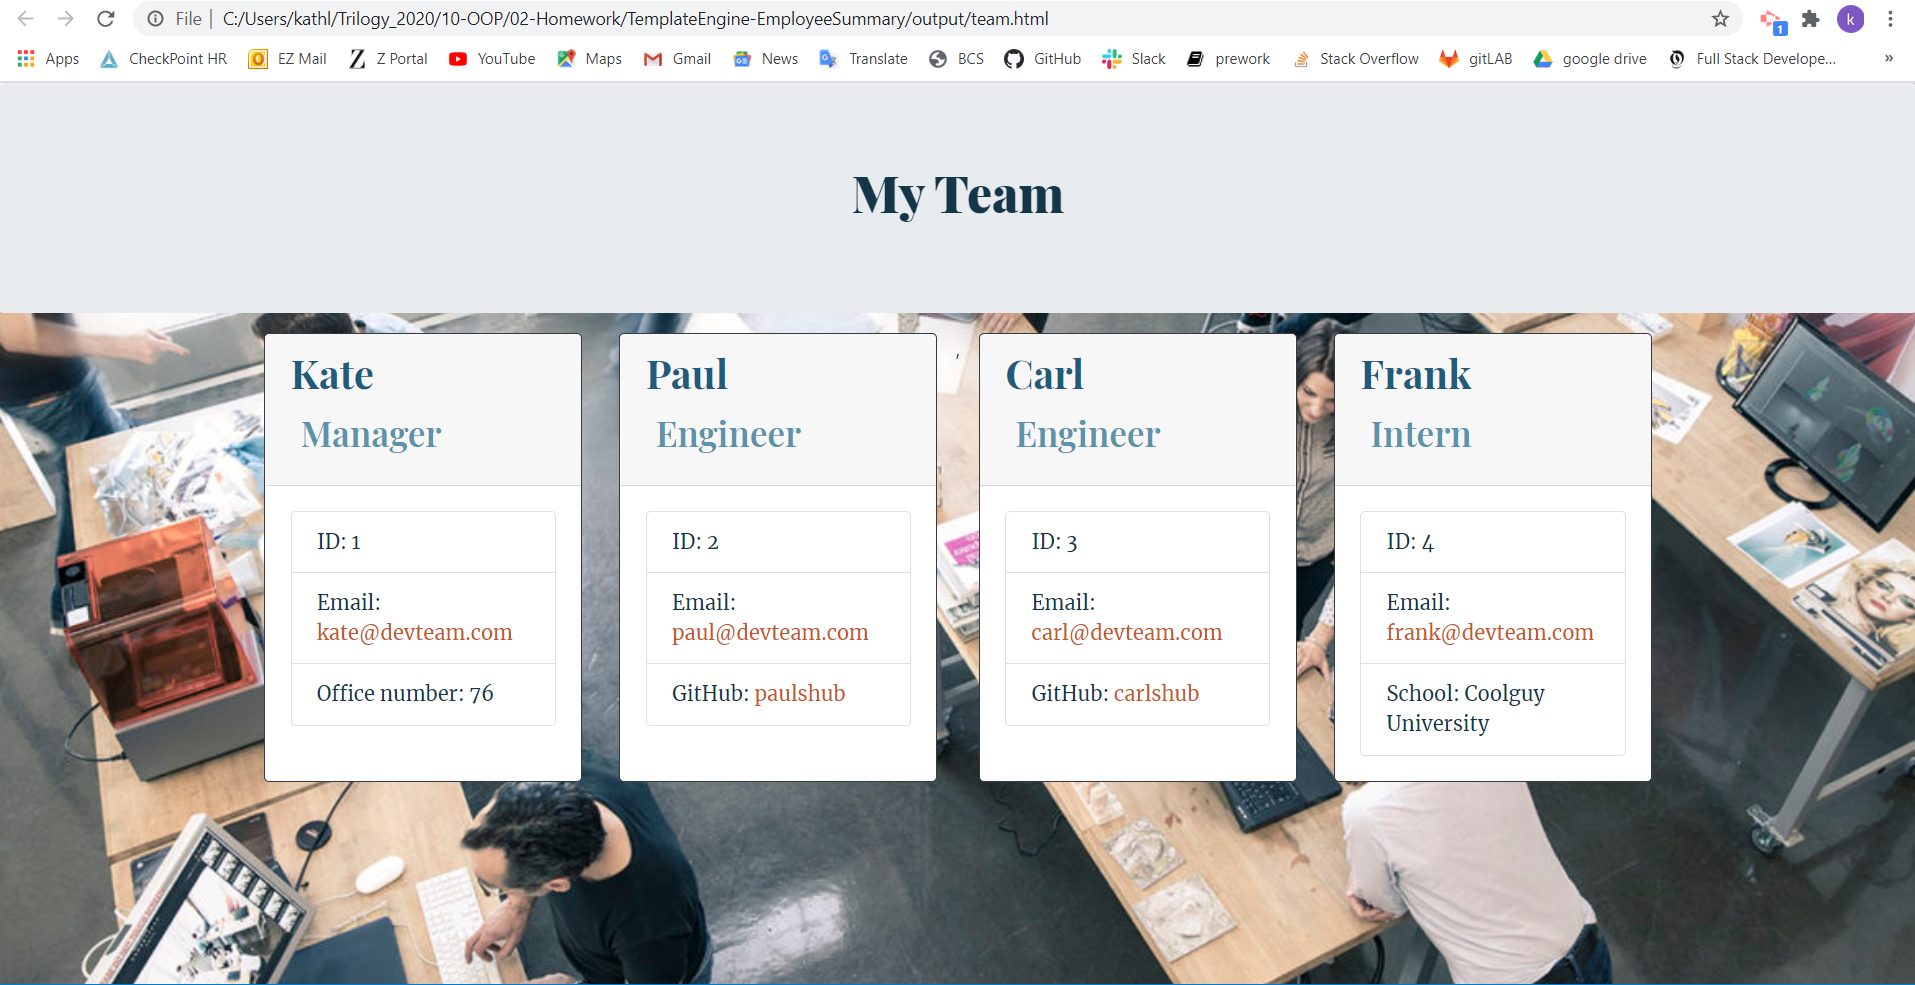 File | C:/Users/kathl/Trilogy_2020/10-OOP/02-Homework/TemplateEngine-EmployeeSummary/output/team.html
1
k
Apps CheckPoint HR EZ Mail Z Portal YouTube Maps Gmail News Translate BCS GitHub Slack prework Stack Overflow gitLAB google drive Full Stack Develope... »
My Team
Kate
Manager
ID: 1
Email:
kate@devteam.com
Office number: 76
Paul
Engineer
ID: 2
Email:
paul@devteam.com
GitHub: paulshub
,
Carl
Engineer
ID: 3
Email:
carl@devteam.com
GitHub: carlshub
Frank
Intern
ID: 4
Email:
frank@devteam.com
School: Coolguy
University